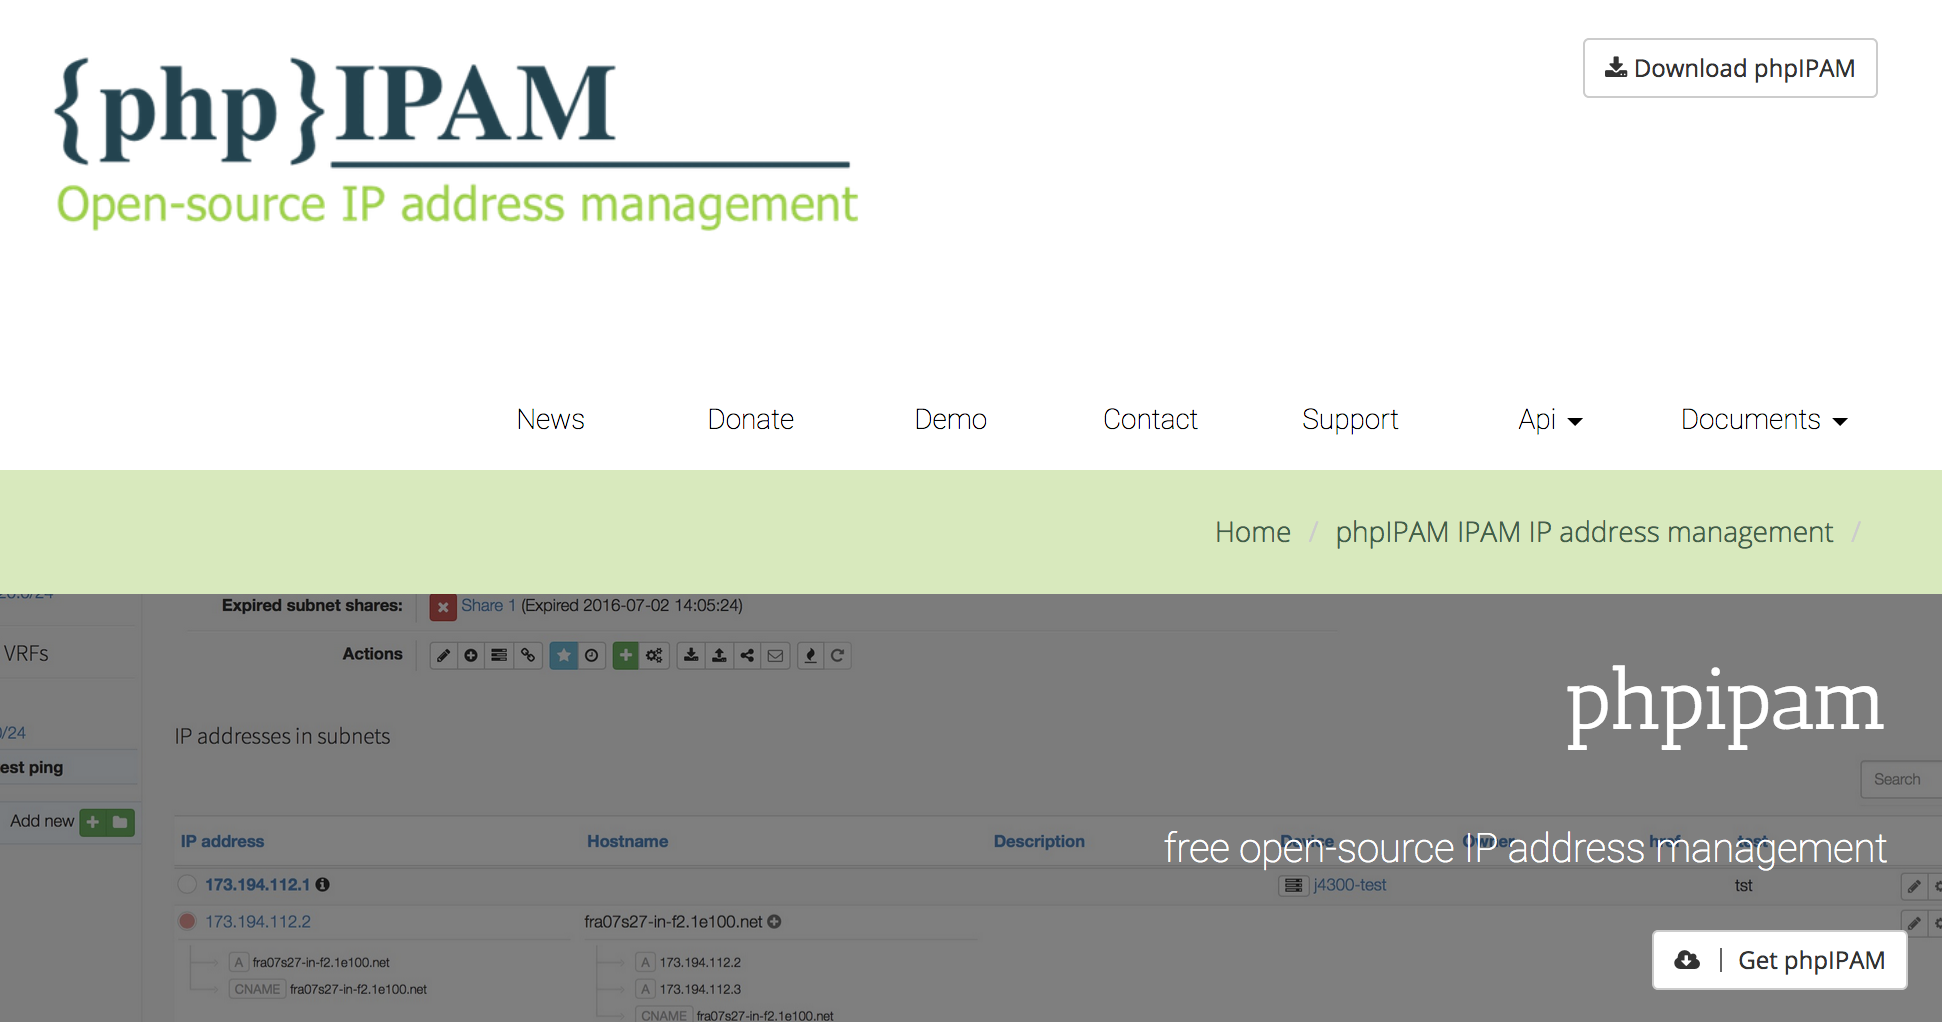 {php}IPAM
Open-source IP address management
Download phpIPAM
News Donate Demo Contact Support Api Documents
Home / phpIPAM IPAM IP address management /
Expired subnet shares: Share 1 (Expired 2016-07-02 14:05:24)
VRFs
Actions
phpipam
0/24
IP addresses in subnets
est ping
Search
Add new
IP address Hostname Description Device Owner href test
free open-source IP address management
173.194.112.1 j4300-test tst
173.194.112.2 fra07s27-in-f2.1e100.net
A fra07s27-in-f2.1e100.net A 173.194.112.2
CNAME fra07s27-in-f2.1e100.net A 173.194.112.3
CNAME fra07s27-in-f2.1e100.net
Get phpIPAM